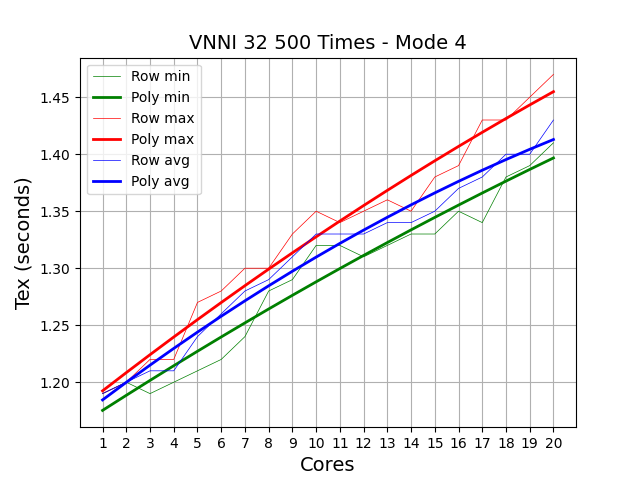 VNNI 32 500 Times - Mode 4
Row min
Poly min
Row max
Poly max
Row avg
Poly avg
Tex (seconds)
1.45
1.40
1.35
1.30
1.25
1.20
1 2 3 4 5 6 7 8 9 10 11 12 13 14 15 16 17 18 19 20
Cores